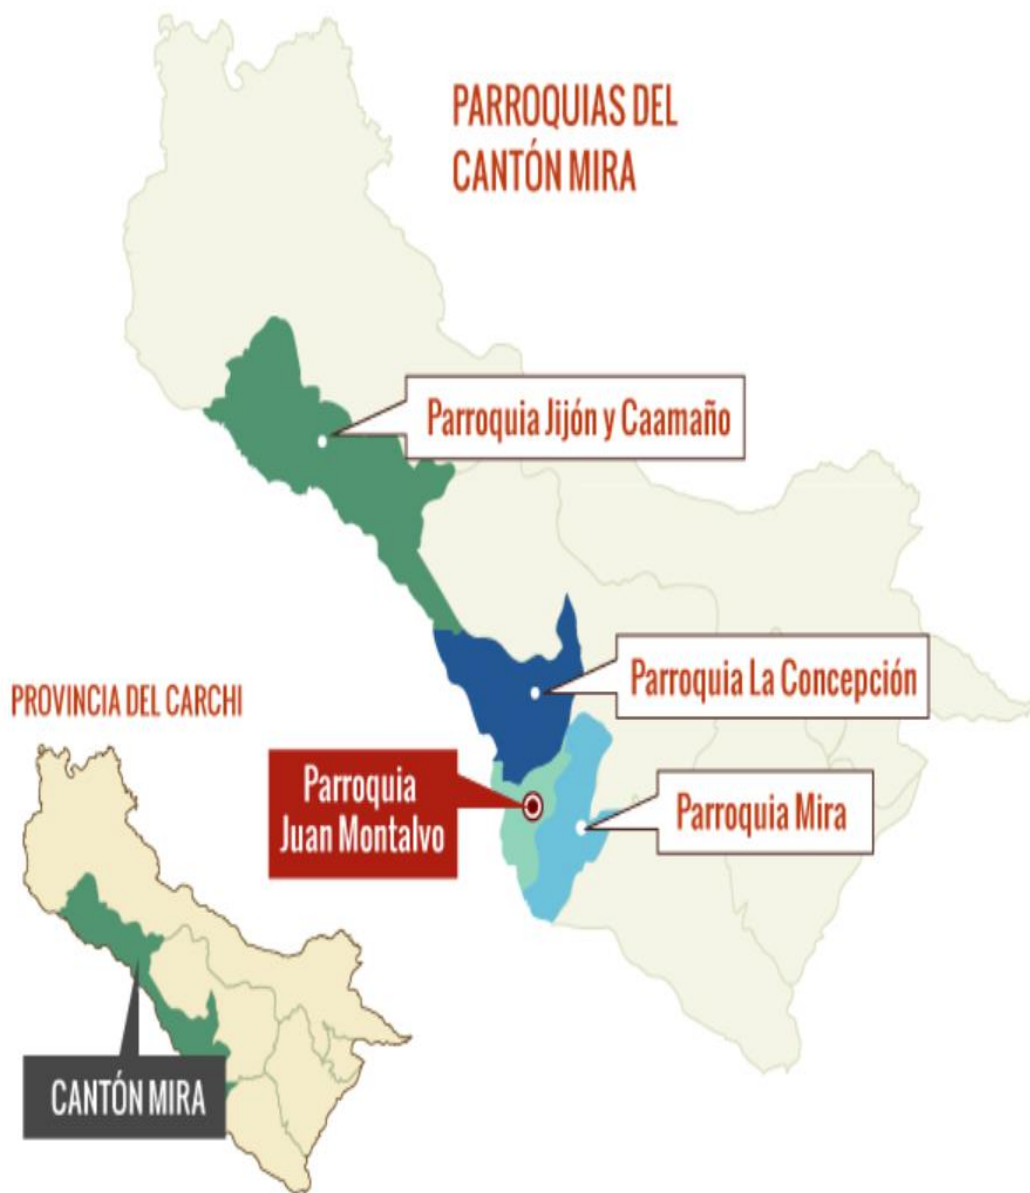 PARROQUIAS DEL
CANTÓN MIRA
Parroquia Jijón y Caamaño
Parroquia La Concepción
PROVINCIA DEL CARCHI
Parroquia
Juan Montalvo
Parroquia Mira
CANTÓN MIRA